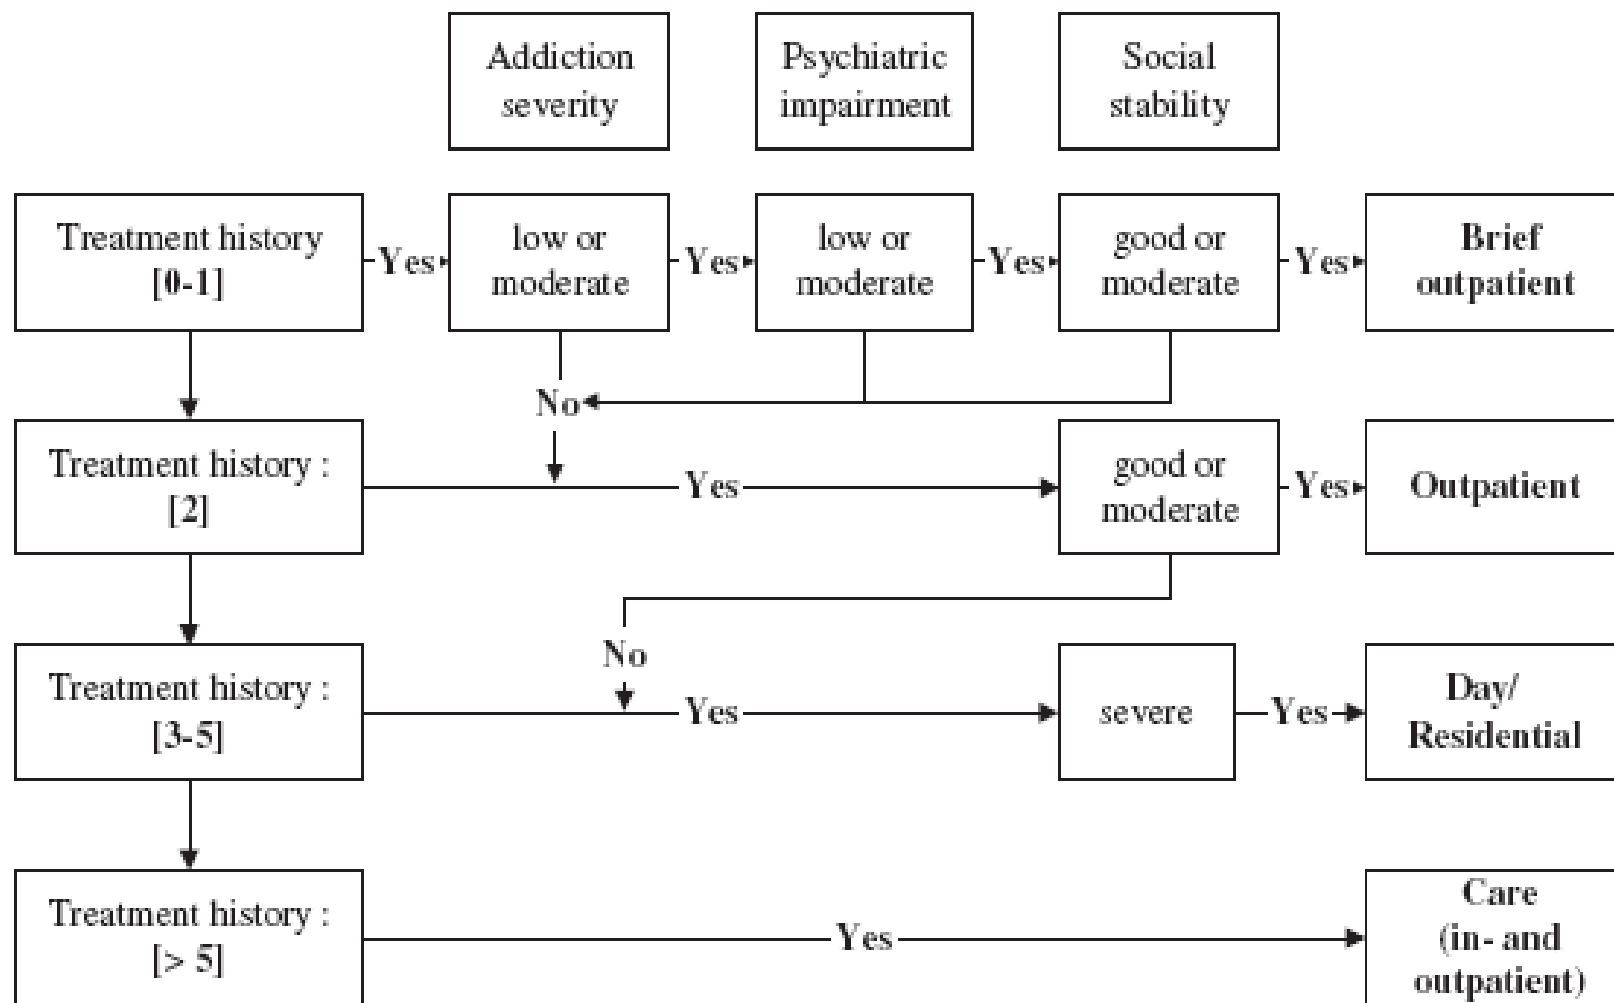 Addiction
severity
Psychiatric
impairment
Social
stability
Treatment history
[0-1]
Yes
low or
moderate
Yes
low or
moderate
Yes
good or
moderate
Yes
Brief
outpatient
No
Treatment history :
[2]
Yes
good or
moderate
Yes
Outpatient
No
Treatment history :
[3-5]
Yes
severe
Yes
Day/
Residential
Treatment history :
[> 5]
Yes
Care
(in- and
outpatient)